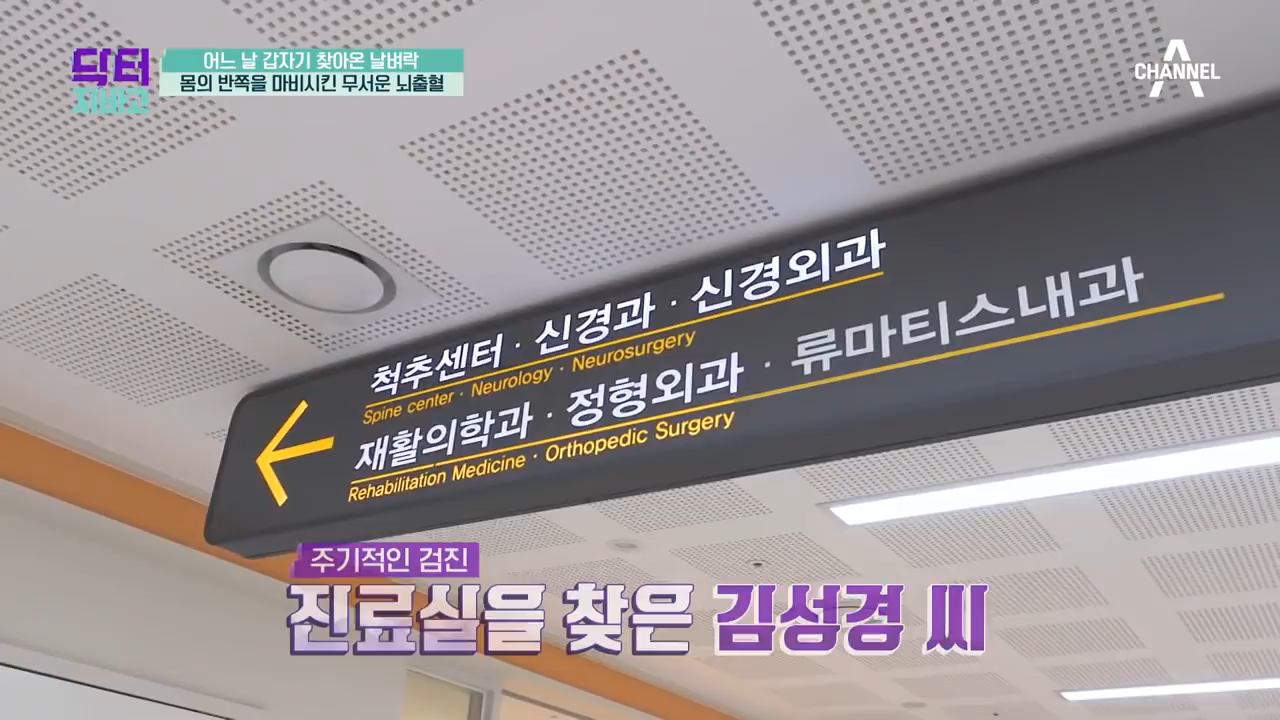 닥터
지바고
어느 날 갑자기 찾아온 날벼락
몸의 반쪽을 마비시킨 무서운 뇌출혈
CHANNEL A
척추센터 · 신경과 · 신경외과
Spine center · Neurology · Neurosurgery
재활의학과 · 정형외과 · 류마티스내과
Rehabilitation Medicine · Orthopedic Surgery
주기적인 검진
진료실을 찾은 김성경 씨